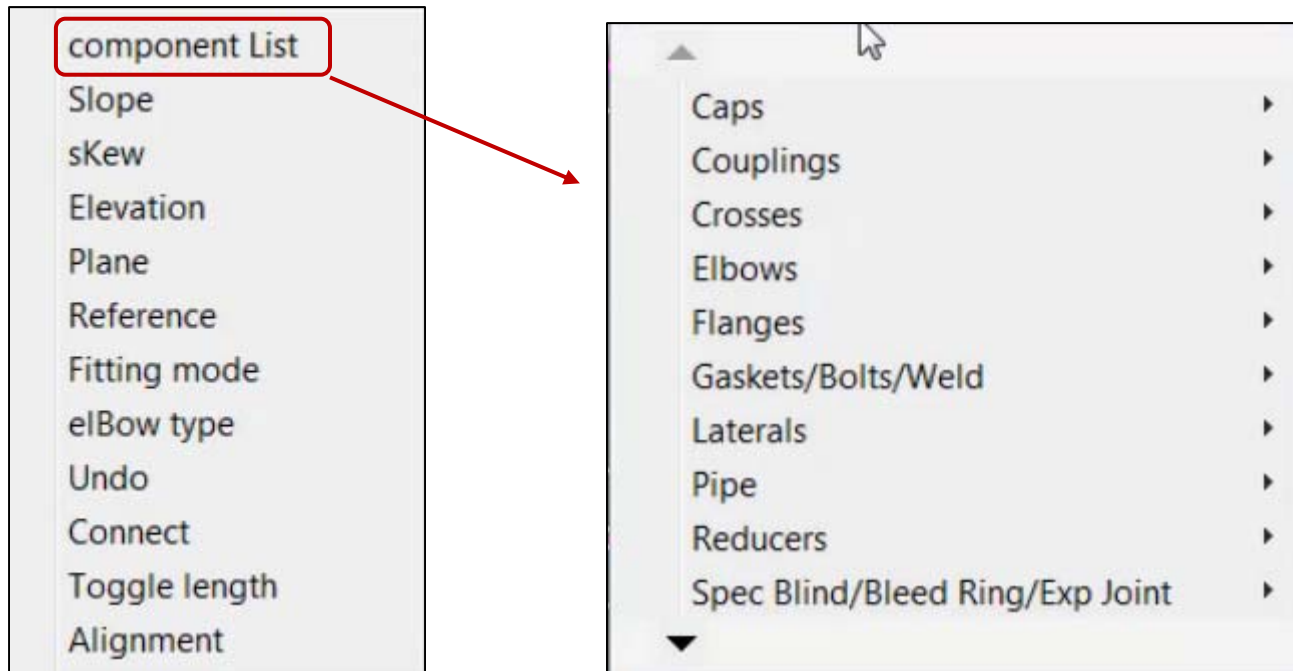 component List
Slope
sKew
Elevation
Plane
Reference
Fitting mode
elBow type
Undo
Connect
Toggle length
Alignment
Caps
Couplings
Crosses
Elbows
Flanges
Gaskets/Bolts/Weld
Laterals
Pipe
Reducers
Spec Blind/Bleed Ring/Exp Joint